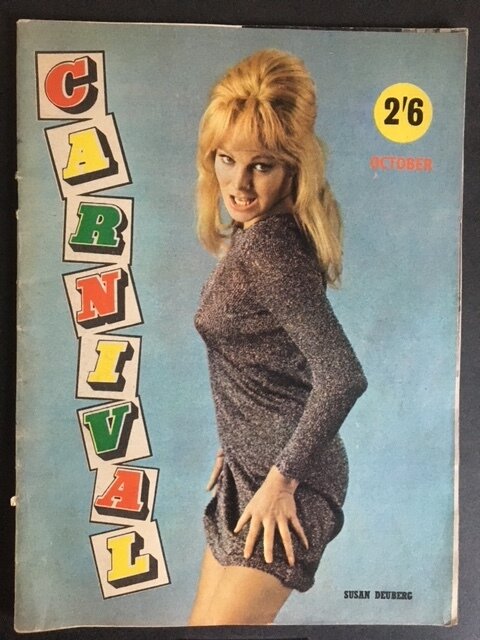 CARNIVAL
2'6
OCTOBER
SUSAN DEUBERG